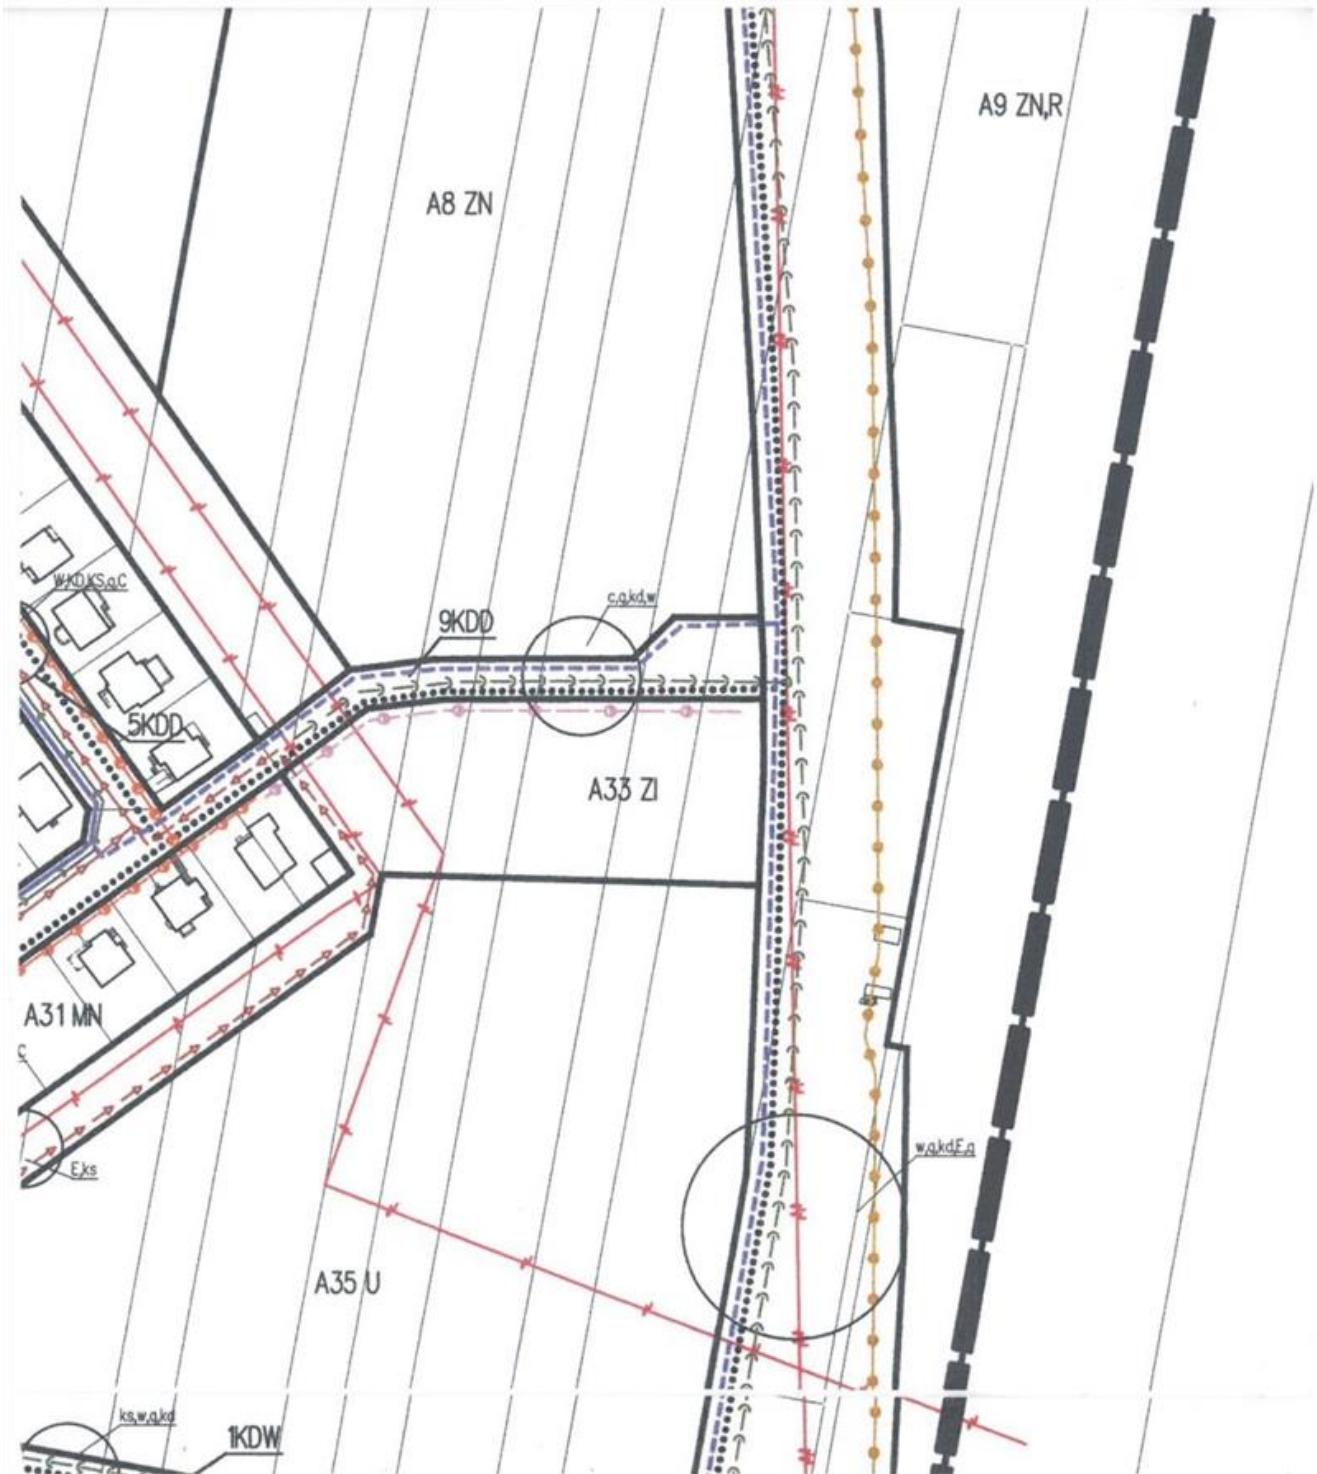 A9 ZN,R
A8 ZN
W,KD,KS,g,C
c,g,kd,w
9KDD
5KDD
A33 ZI
A31 MN
c
w,g,kd,E,g
E,ks
A35 U
ks,w,g,kd
1KDW